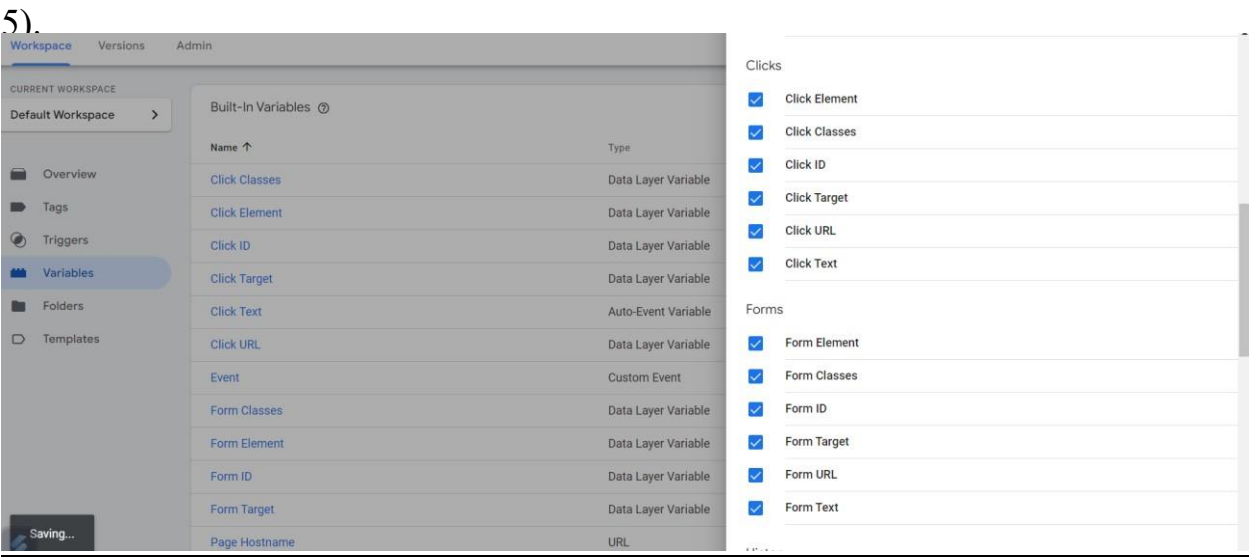 5).
Workspace Versions Admin
CURRENT WORKSPACE
Default Workspace
Overview
Tags
Triggers
Variables
Folders
Templates
Saving...
Built-In Variables
Name Type
Click Classes Data Layer Variable
Click Element Data Layer Variable
Click ID Data Layer Variable
Click Target Data Layer Variable
Click Text Auto-Event Variable
Click URL Data Layer Variable
Event Custom Event
Form Classes Data Layer Variable
Form Element Data Layer Variable
Form ID Data Layer Variable
Form Target Data Layer Variable
Page Hostname URL
Clicks
Click Element
Click Classes
Click ID
Click Target
Click URL
Click Text
Forms
Form Element
Form Classes
Form ID
Form Target
Form URL
Form Text